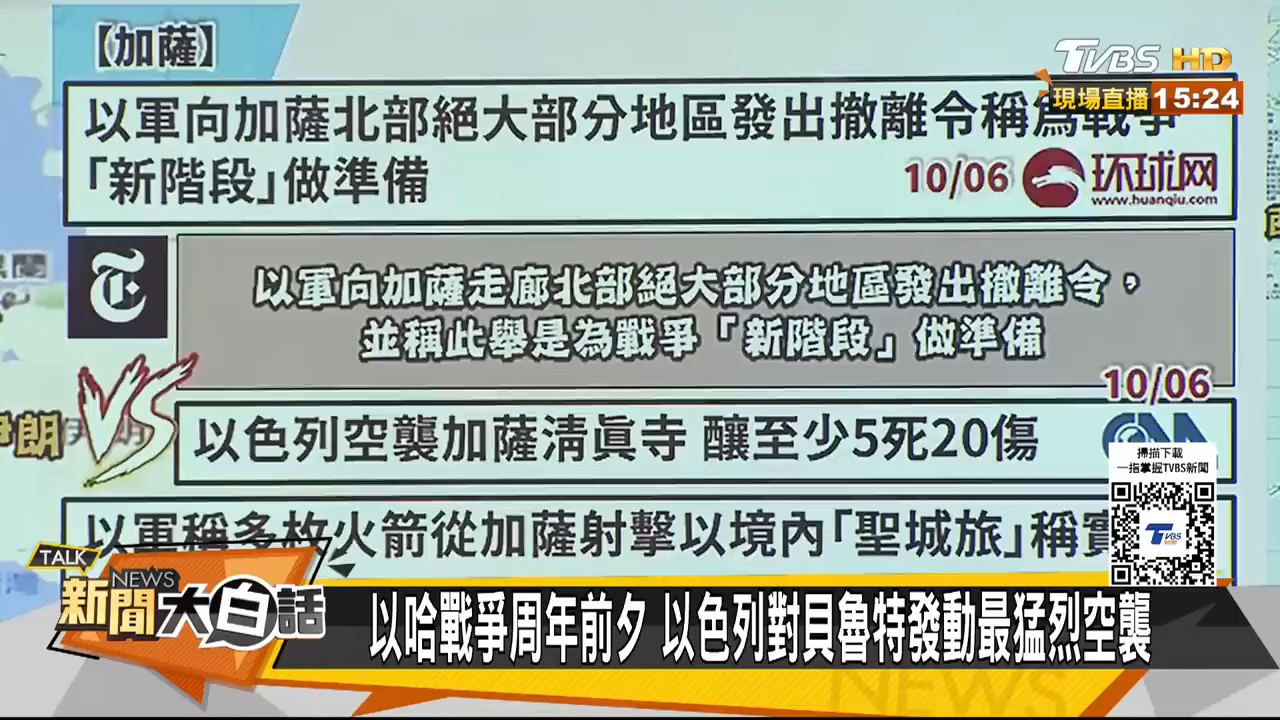 【加薩】
TVBS HD
現場直播 15:24
以軍向加薩北部絕大部分地區發出撤離令稱為戰爭
「新階段」做準備
10/06 环球网
www.huanqiu.com
以軍向加薩走廊北部絕大部分地區發出撤離令，
並稱此舉是為戰爭「新階段」做準備
VS
10/06
伊朗
以色列空襲加薩清真寺 釀至少5死20傷
CNN
掃描下載
一指掌握TVBS新聞
TVBS
以軍稱多枚火箭從加薩射擊以境內「聖城旅」稱實
TALK
NEWS
新聞大白話
以哈戰爭周年前夕 以色列對貝魯特發動最猛烈空襲
NEWS